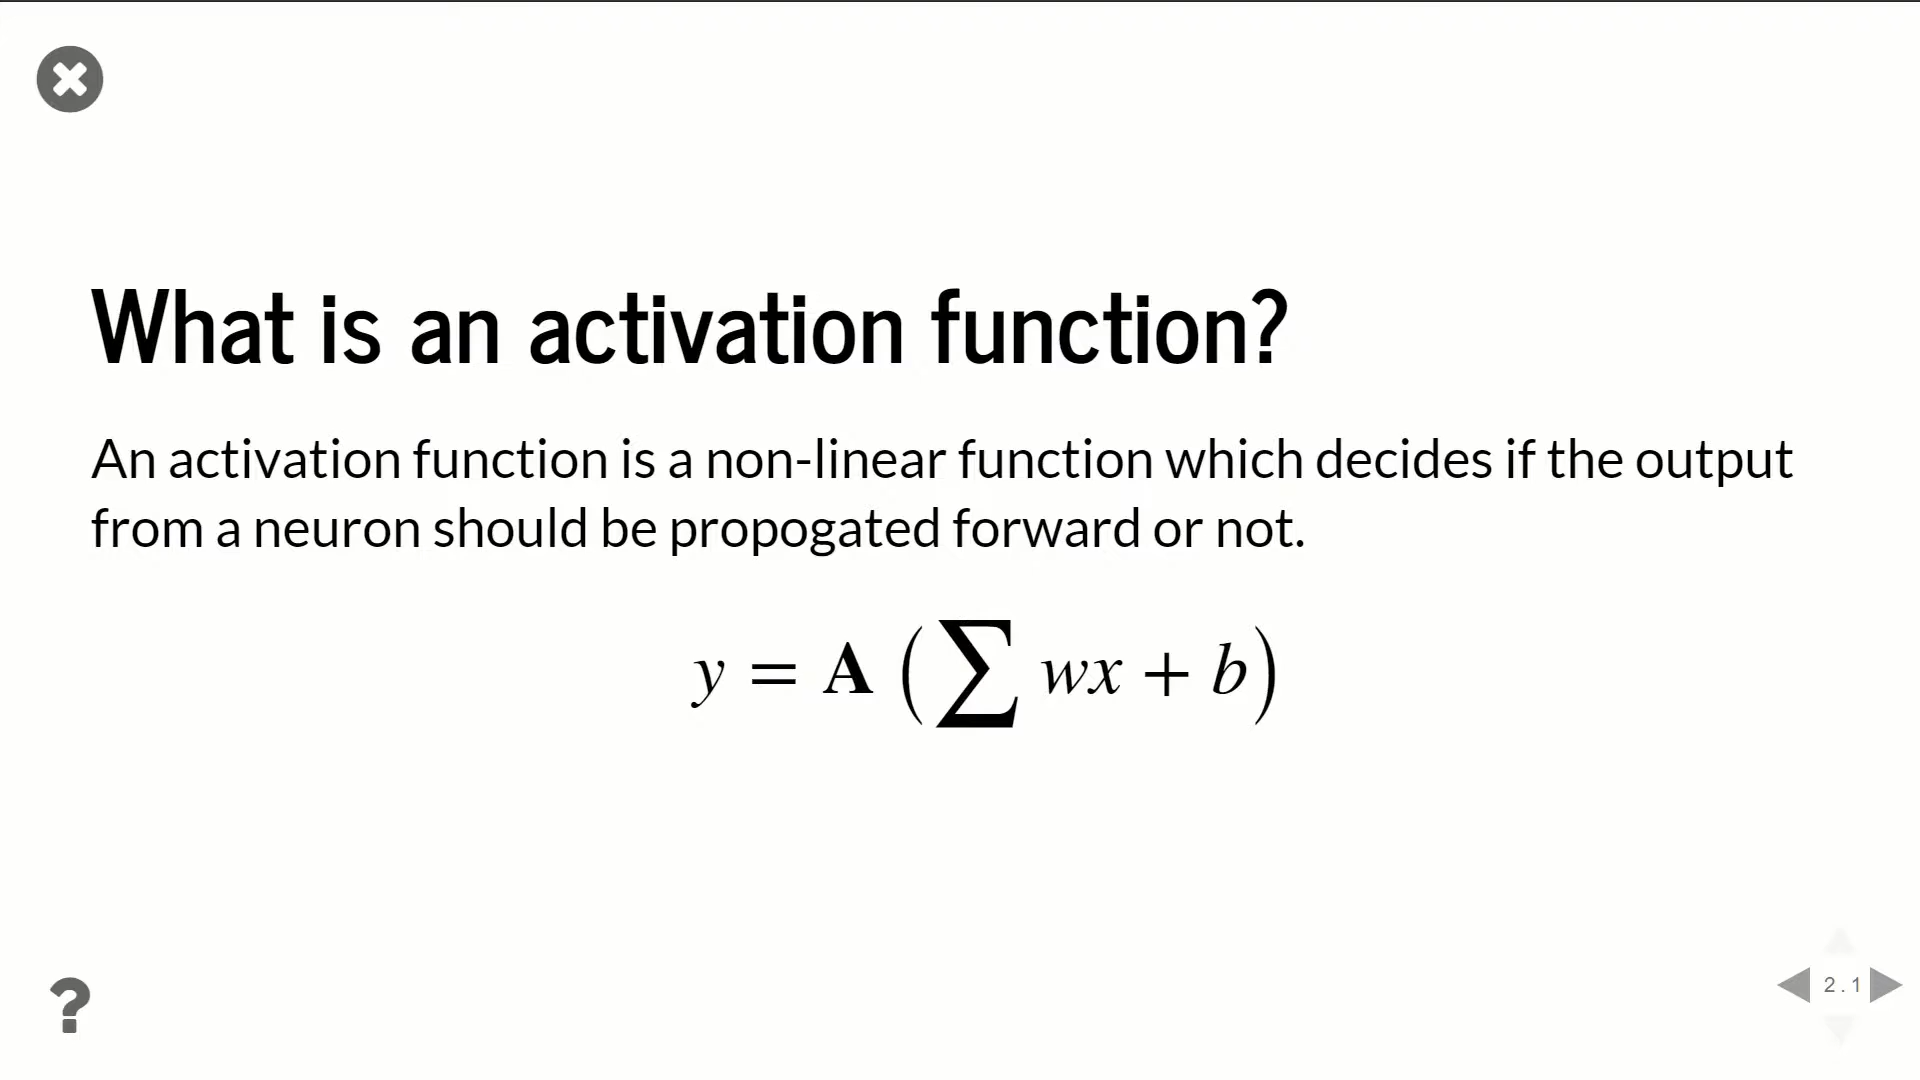 What is an activation function?
An activation function is a non-linear function which decides if the output
from a neuron should be propogated forward or not.
y = A (∑ wx + b)
?
2.1